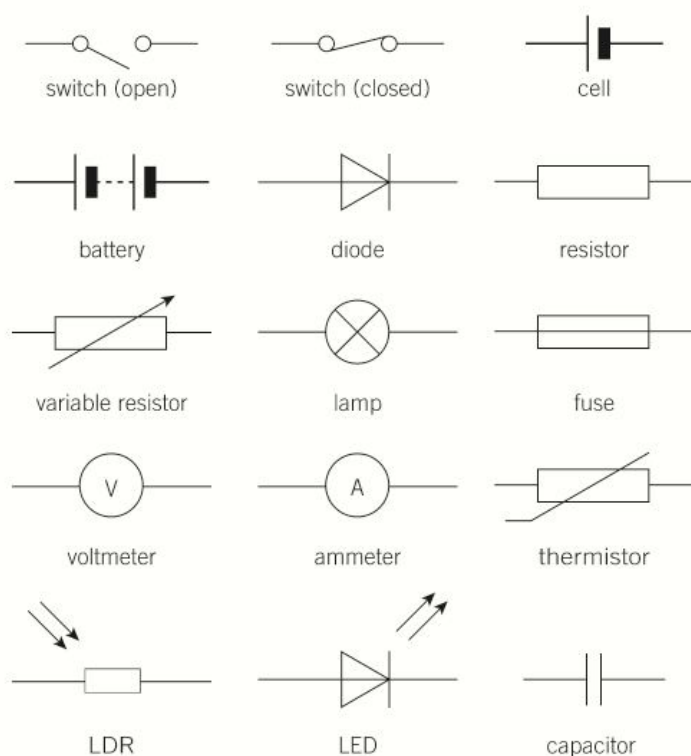 switch (open)
switch (closed)
cell
battery
diode
resistor
variable resistor
lamp
fuse
V
A
voltmeter
ammeter
thermistor
LDR
LED
capacitor